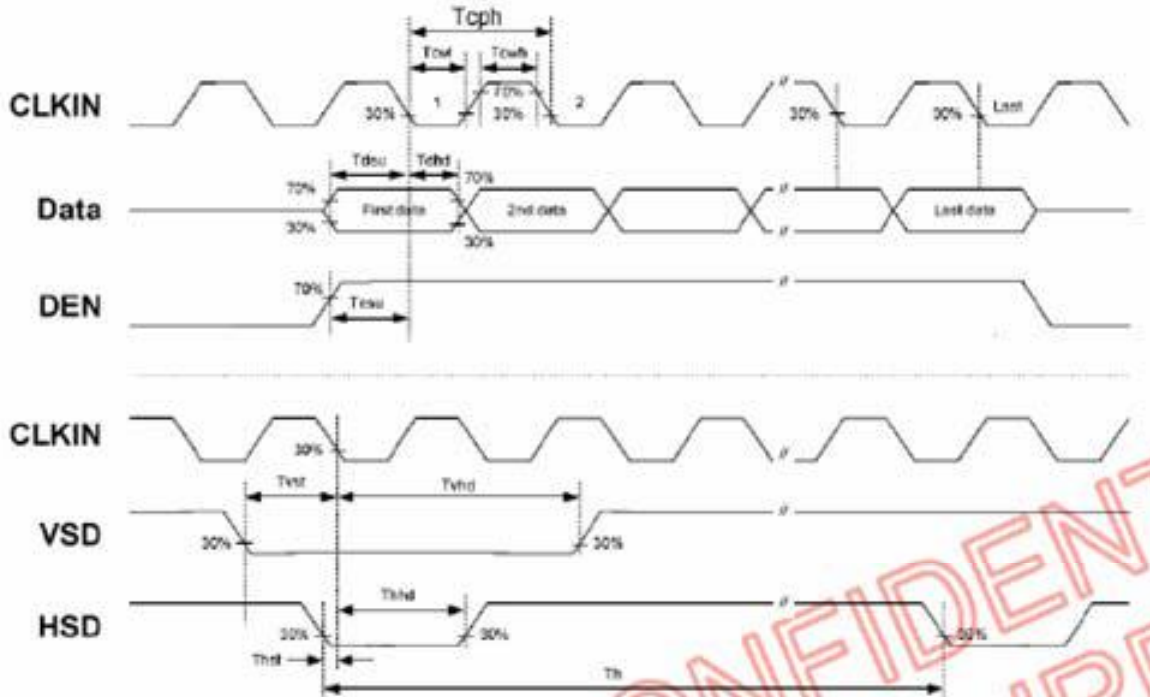 Tcph
Tcwl Tcwh
CLKIN 30% 1 70% 30% 2 30% 30% Last
Tdsu Tdhd
70% 70%
Data First data 2nd data Last data
30% 30%
DEN 70%
Tesu
CLKIN 30%
Tvst Tvhd
VSD 30% 30%
Thhd
HSD 30% 30% 30%
Th